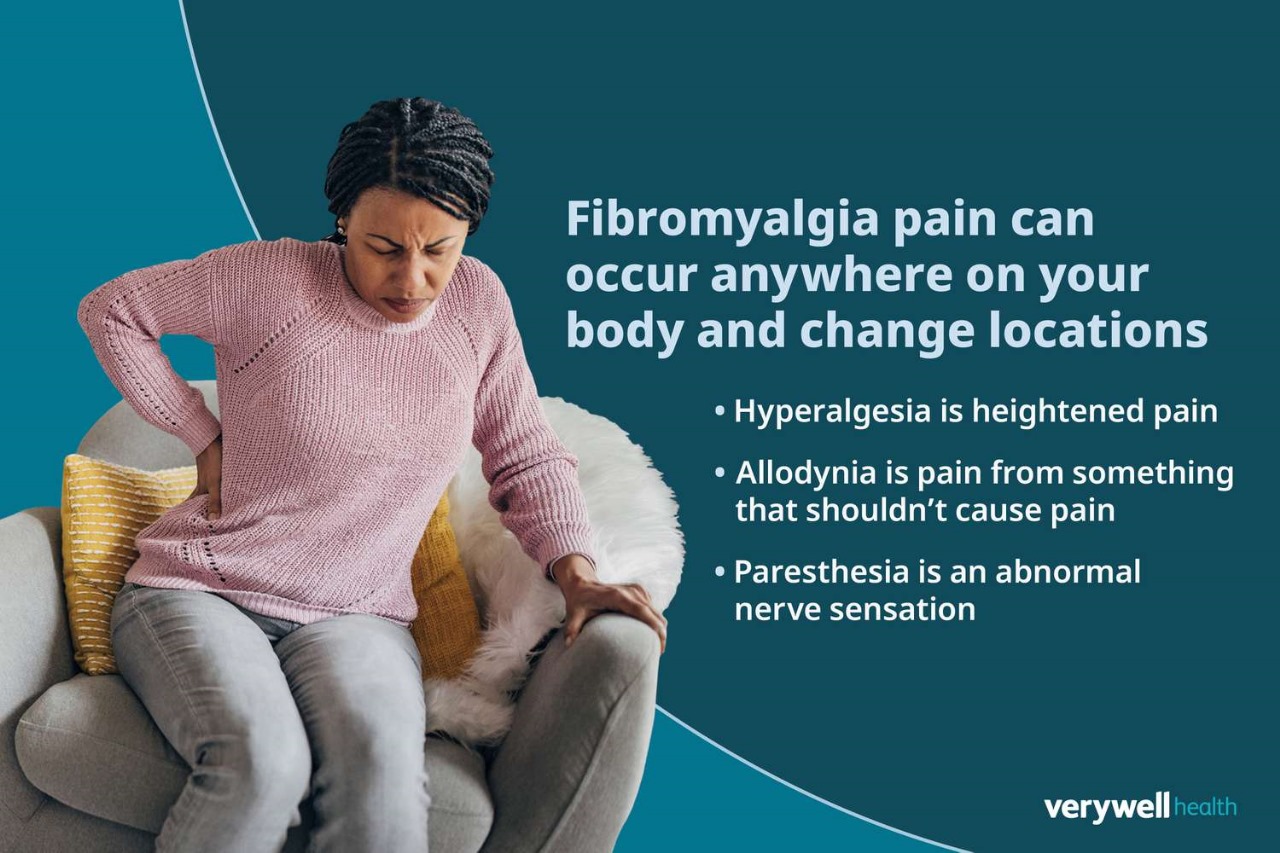 Fibromyalgia pain can
occur anywhere on your
body and change locations
• Hyperalgesia is heightened pain
• Allodynia is pain from something
that shouldn’t cause pain
• Paresthesia is an abnormal
nerve sensation
verywell health